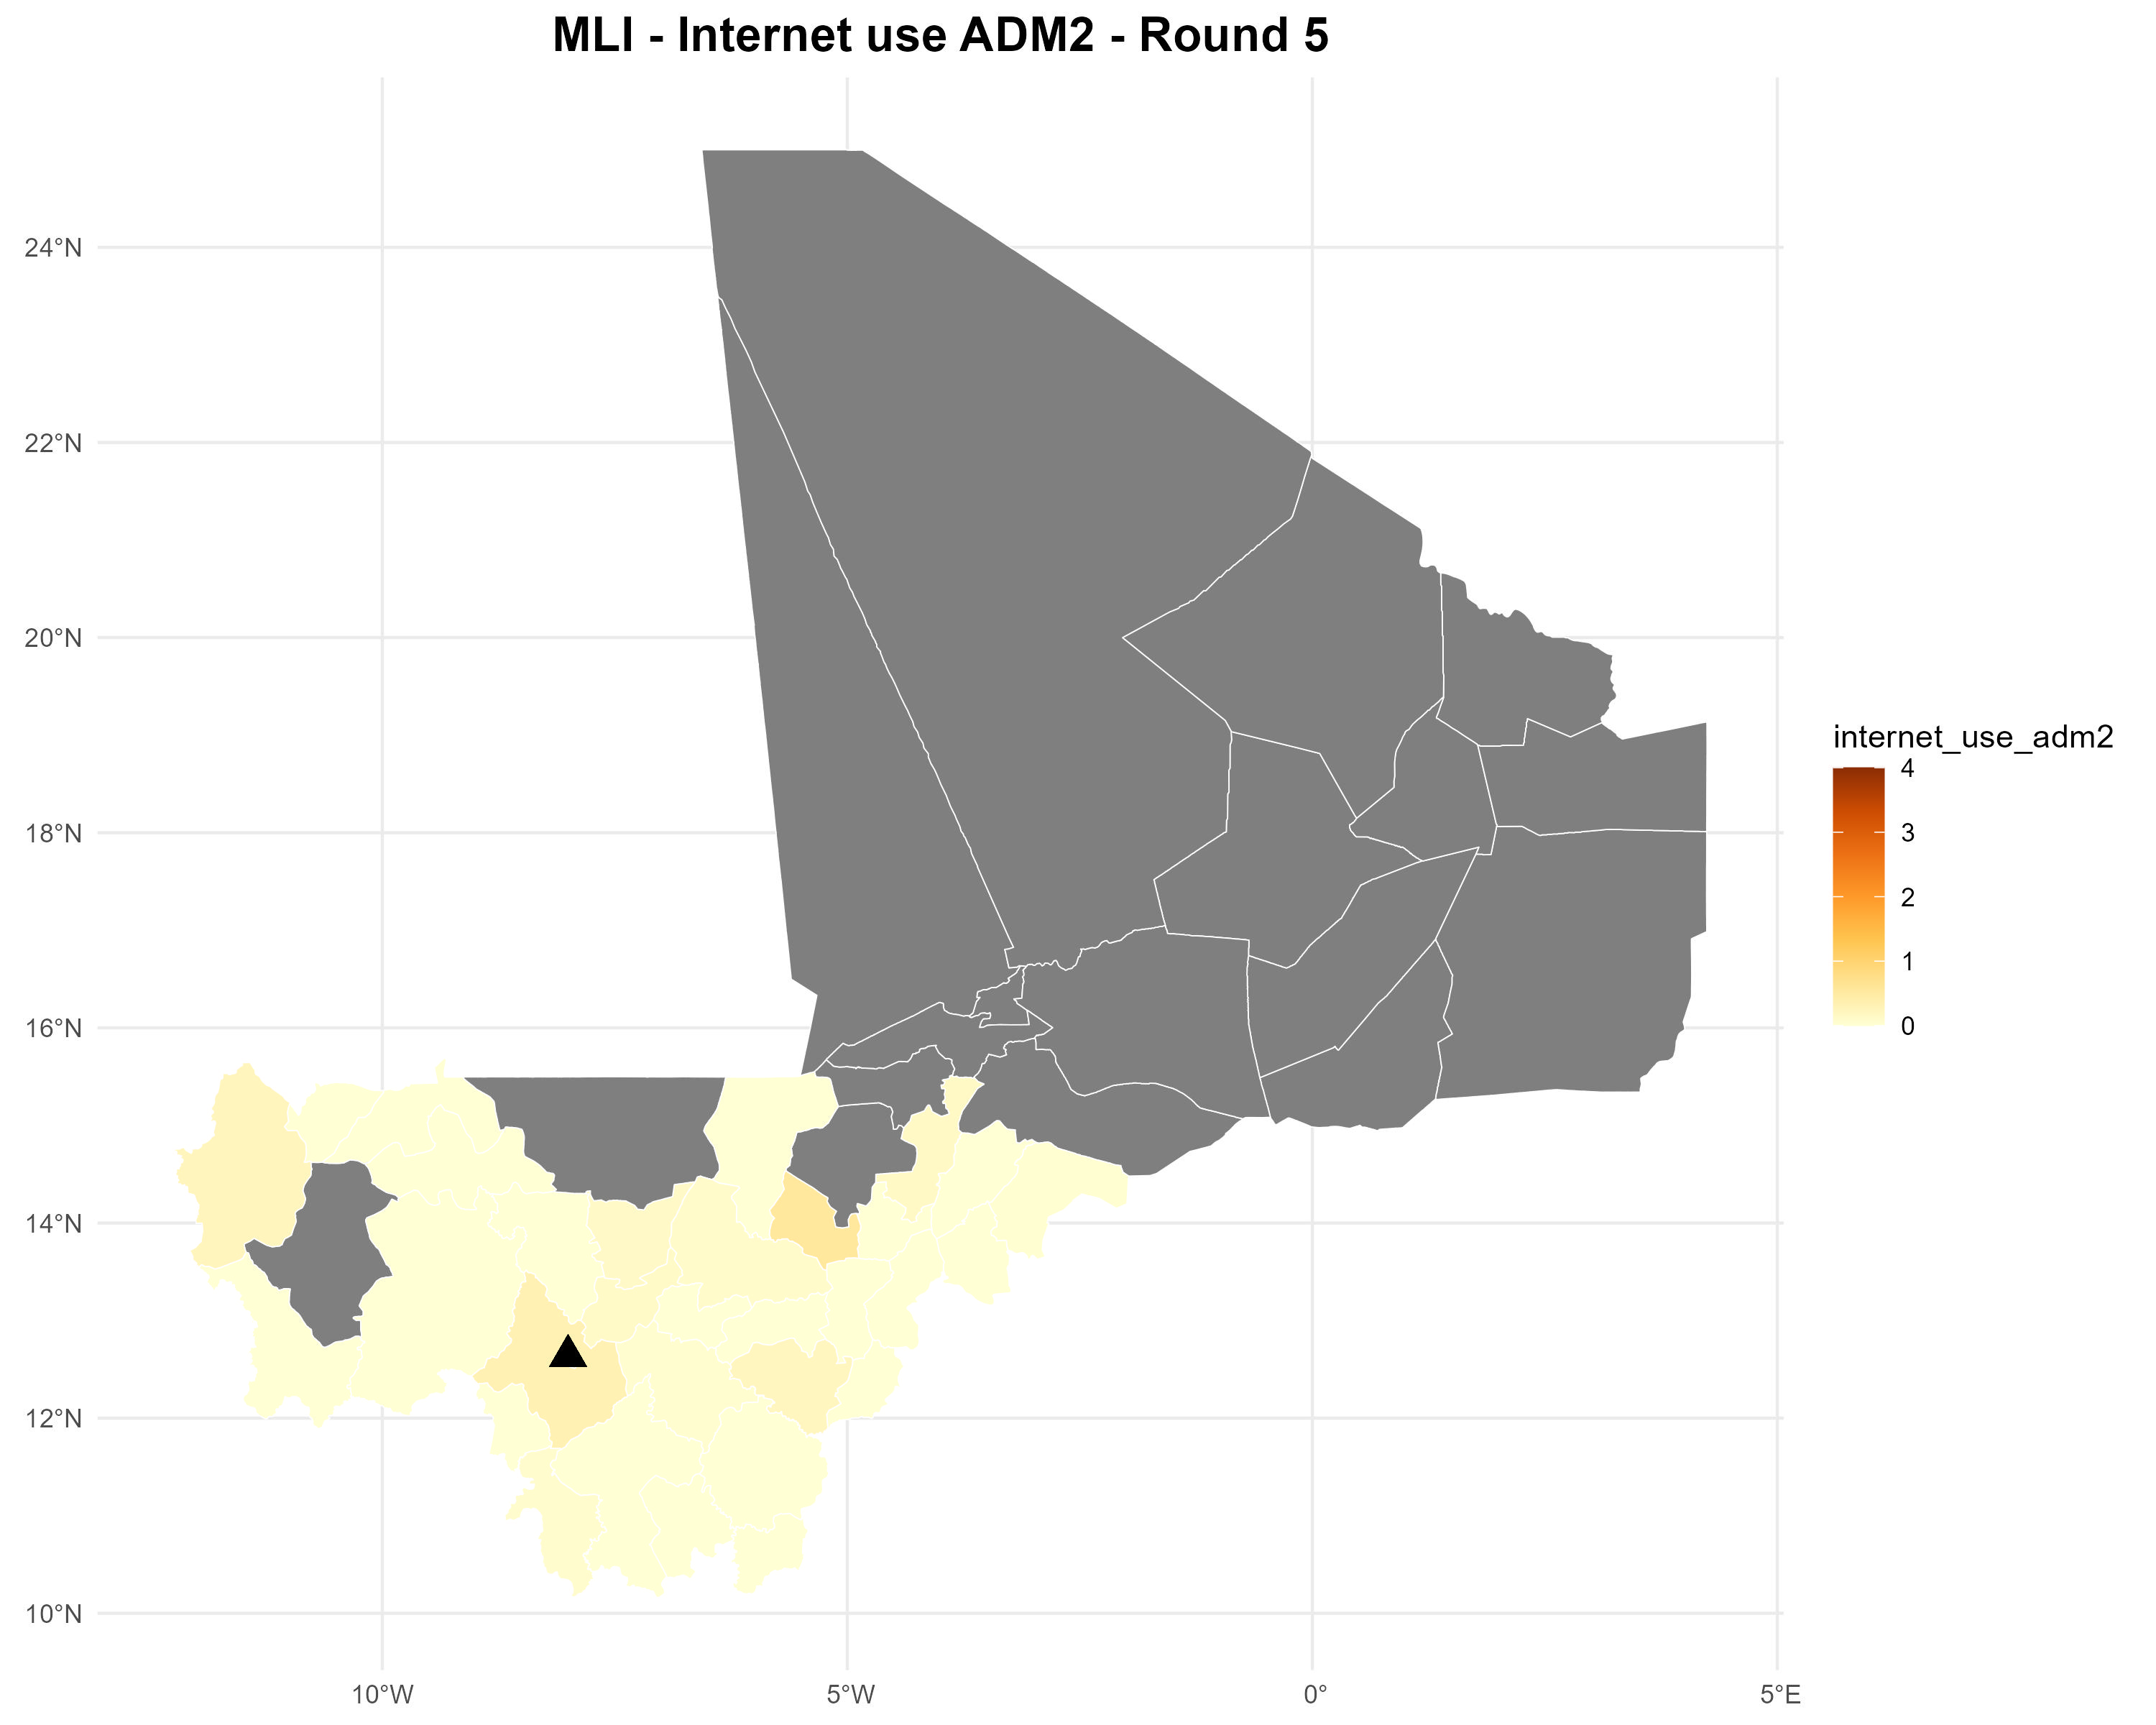 MLI - Internet use ADM2 - Round 5
24°N
22°N
20°N
18°N
16°N
14°N
12°N
10°N
10°W
5°W
0°
5°E
internet_use_adm2
4
3
2
1
0